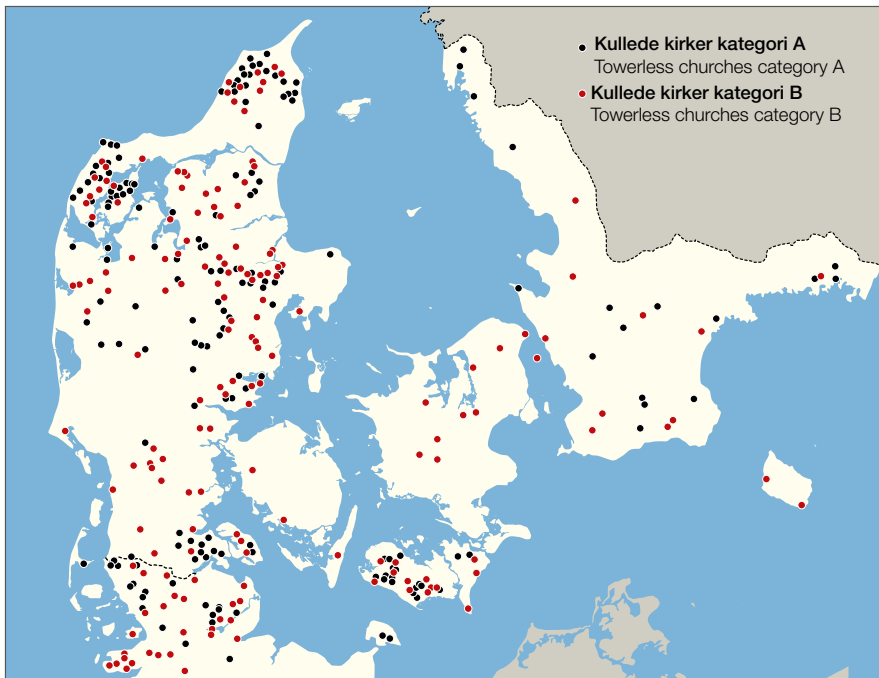 Kullede kirker kategori A
Towerless churches category A
Kullede kirker kategori B
Towerless churches category B